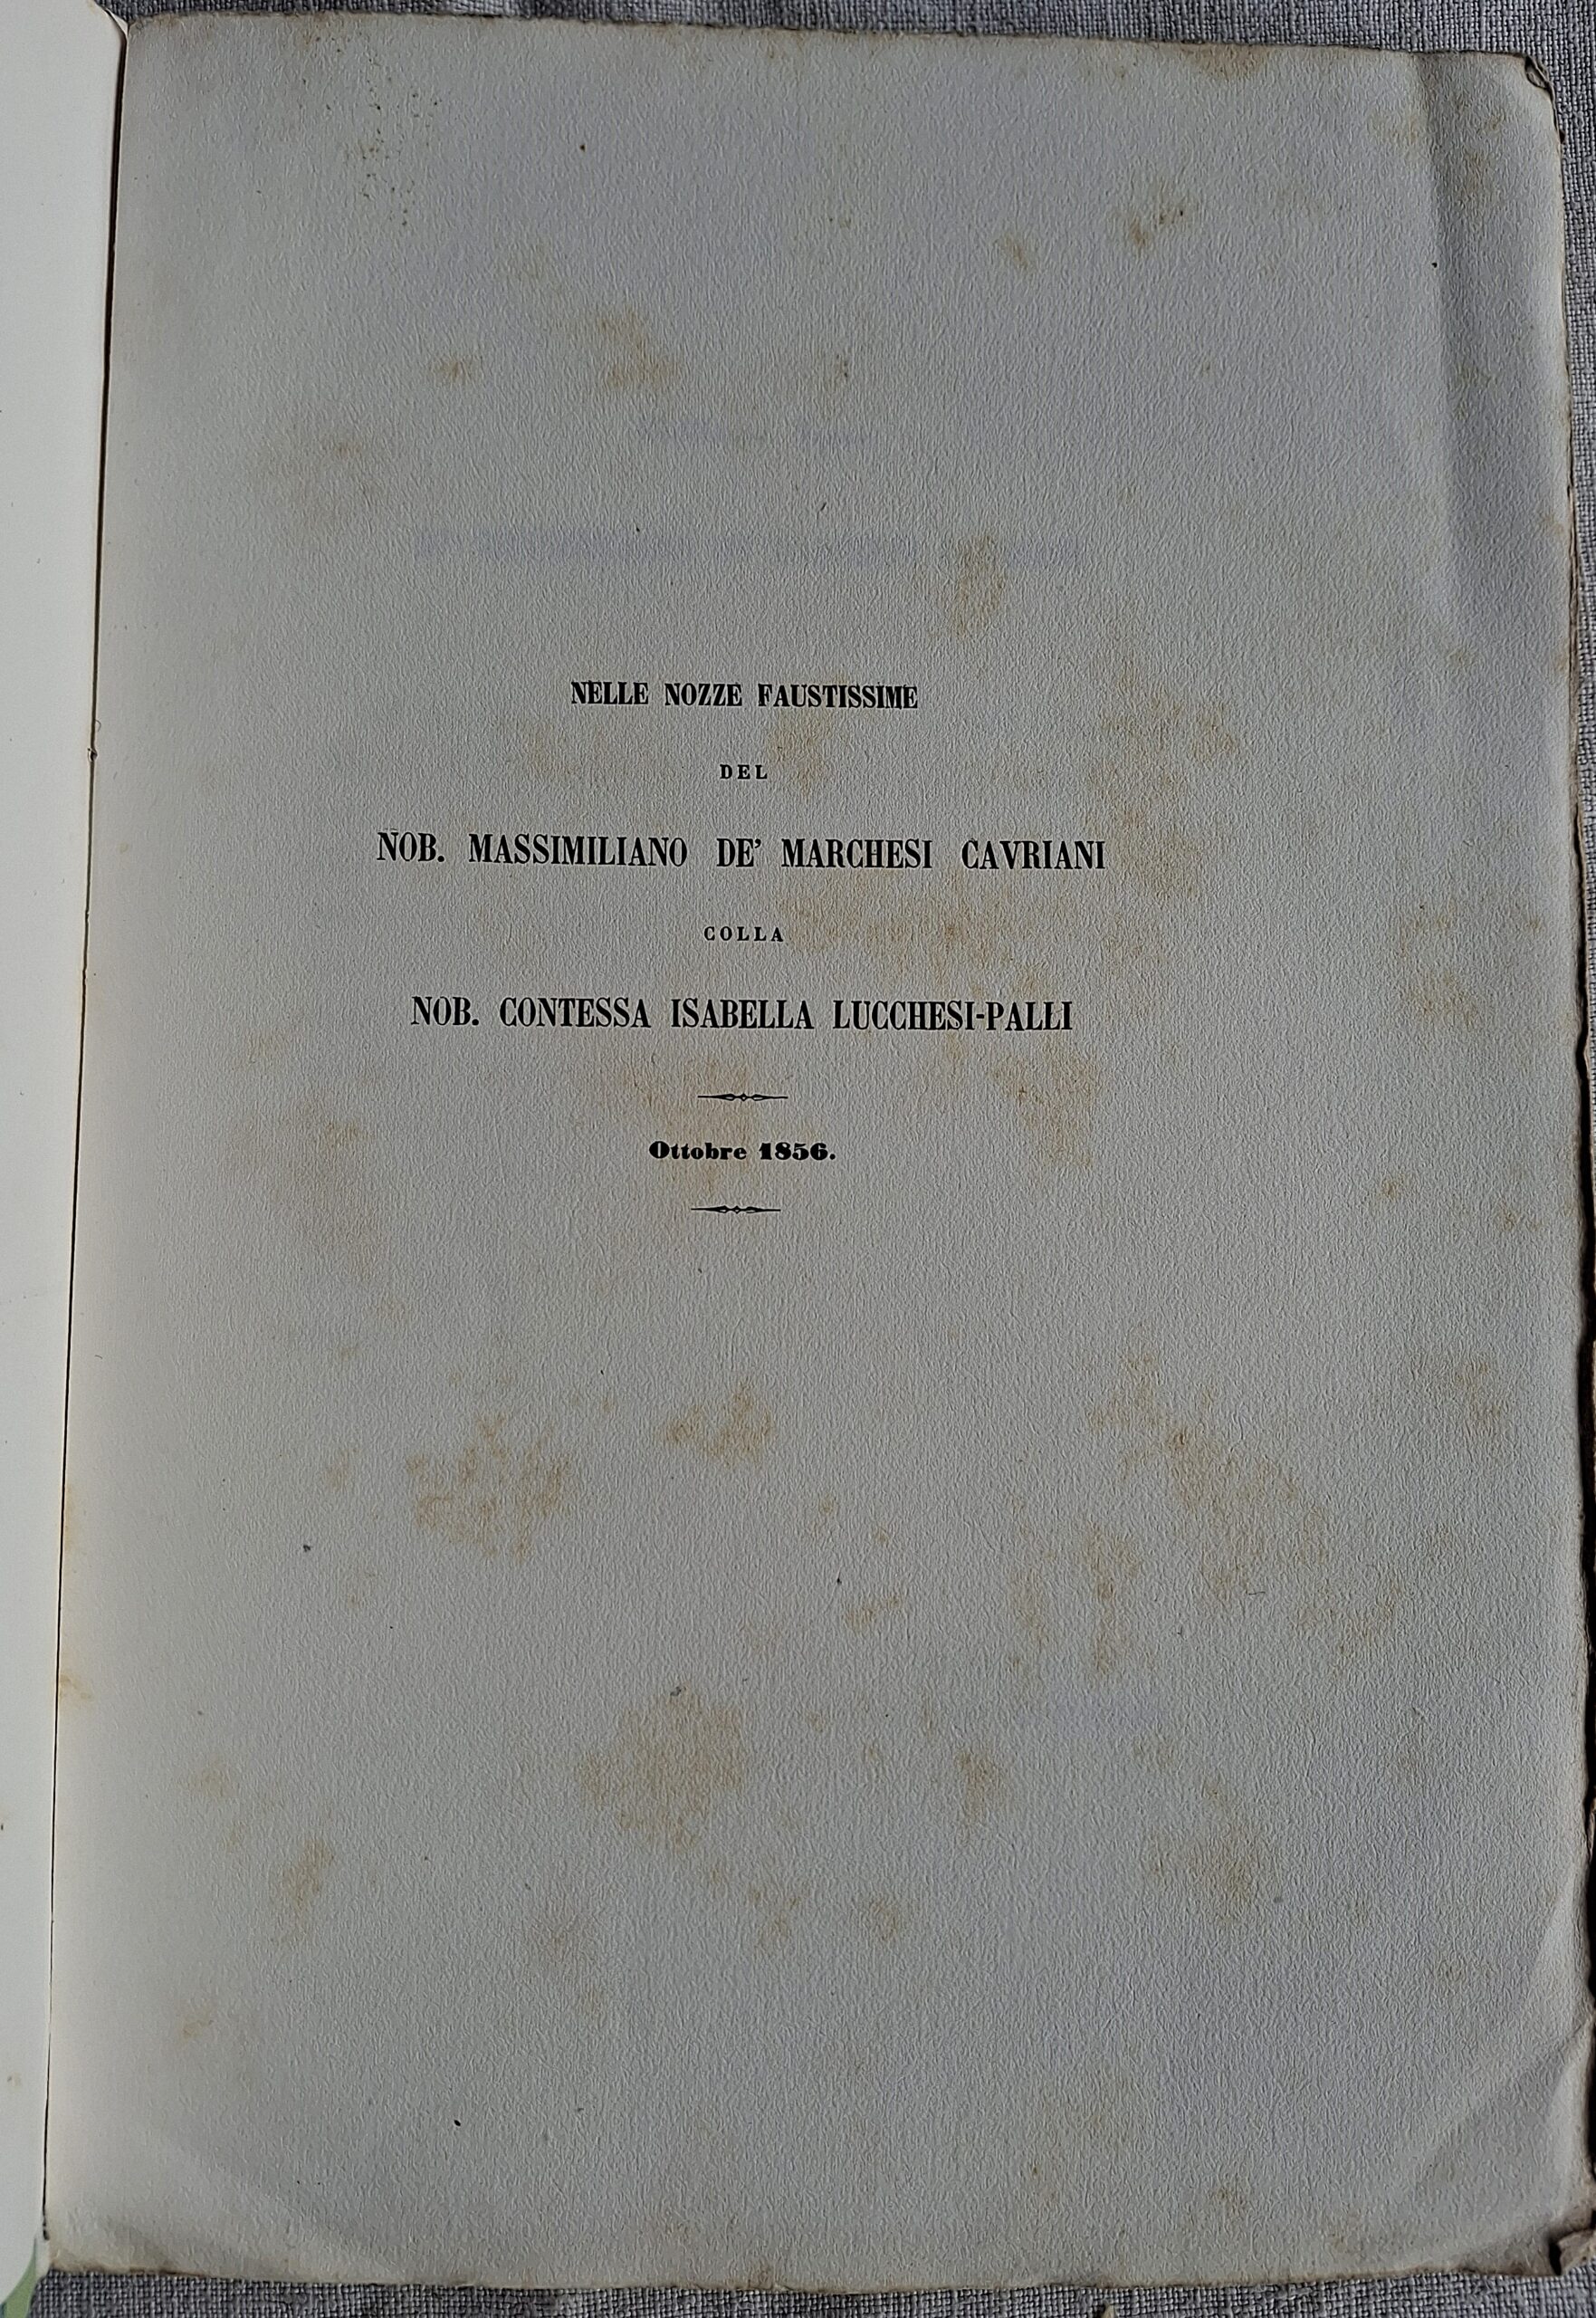 NELLE NOZZE FAUSTISSIME
DEL
NOB. MASSIMILIANO DE' MARCHESI CAVRIANI
COLLA
NOB. CONTESSA ISABELLA LUCCHESI-PALLI
Ottobre 1856.